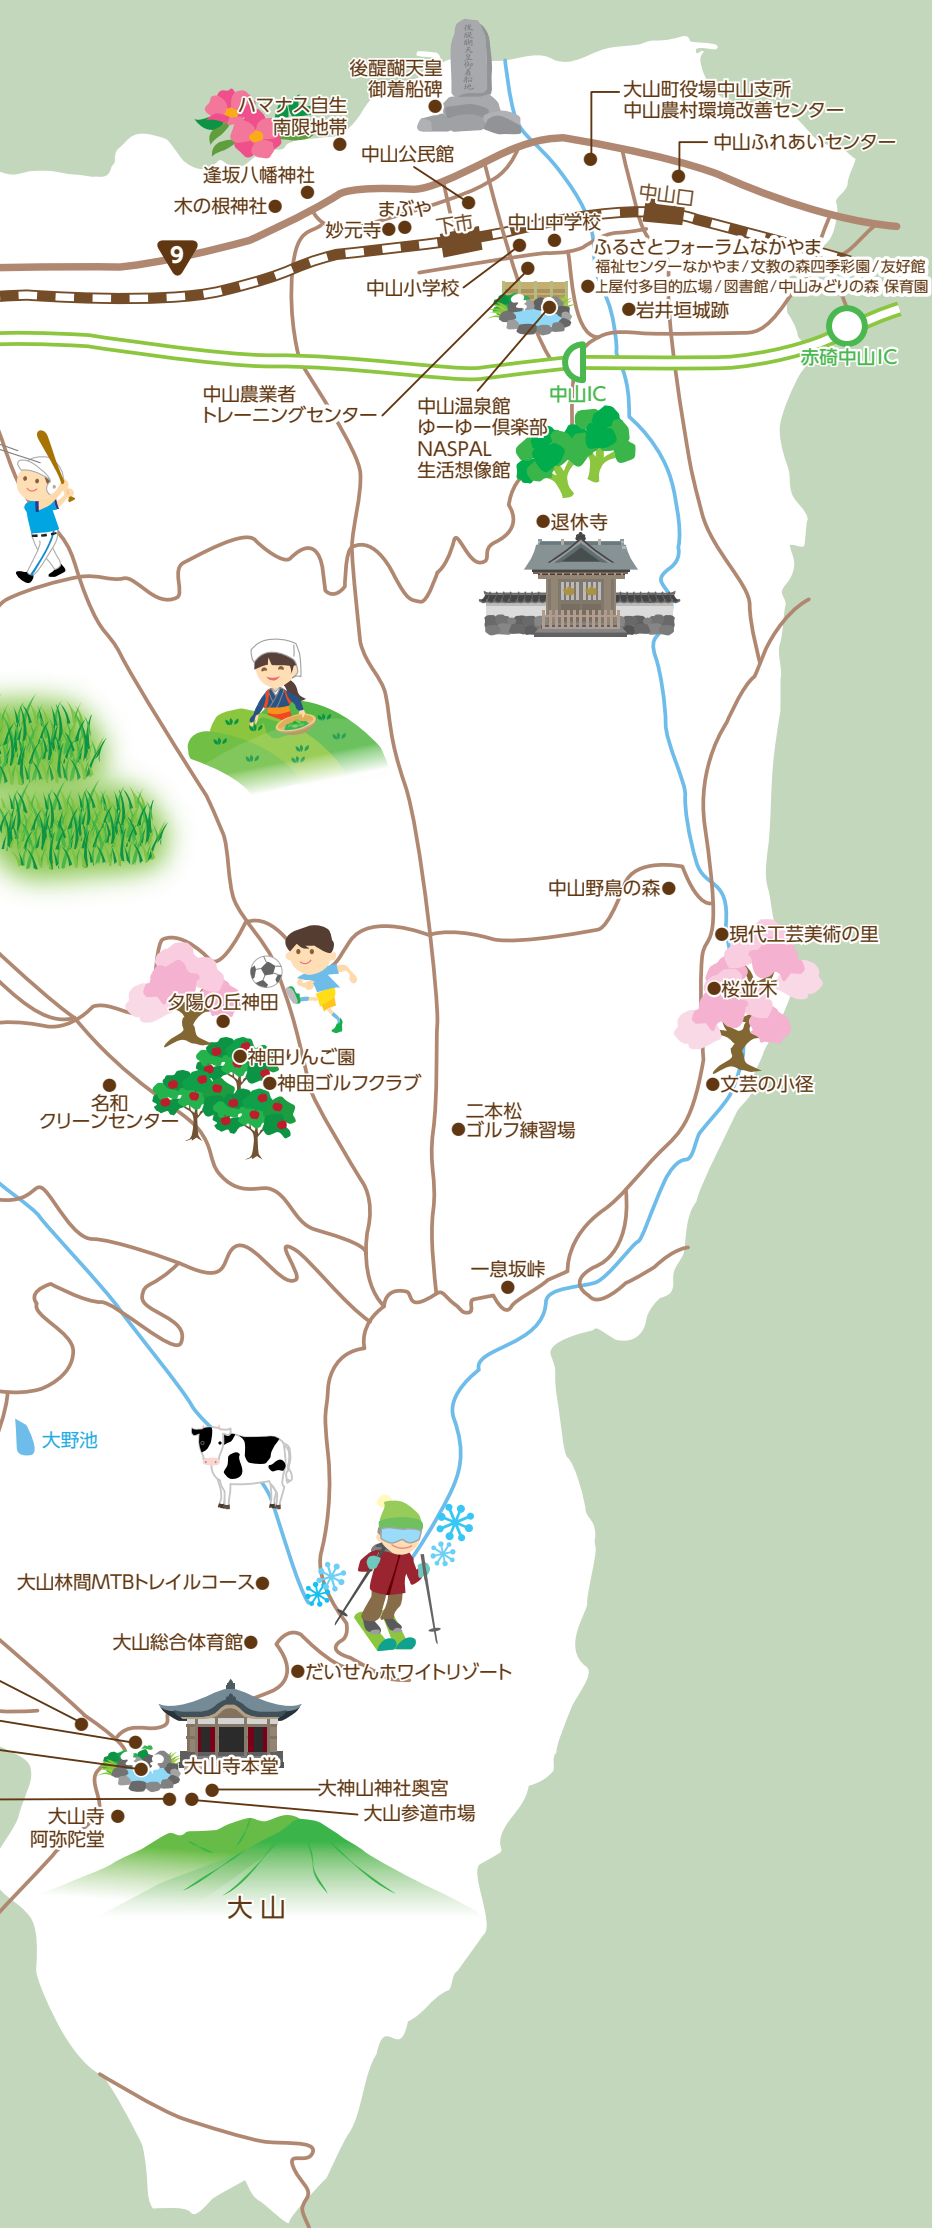 後醍醐天皇御着船地
後醍醐天皇
御着船碑
ハマナス自生
南限地帯
大山町役場中山支所
中山農村環境改善センター
中山ふれあいセンター
中山公民館
逢坂八幡神社
木の根神社
まぶや
妙元寺
下市
中山口
中山中学校
9
中山小学校
ふるさとフォーラムなかやま
福祉センターなかやま/文教の森四季彩園/友好館
上屋付多目的広場/図書館/中山みどりの森 保育園
岩井垣城跡
赤碕中山IC
中山IC
中山農業者
トレーニングセンター
中山温泉館
ゆーゆー倶楽部
NASPAL
生活想像館
退休寺
中山野鳥の森
現代工芸美術の里
桜並木
夕陽の丘神田
神田りんご園
神田ゴルフクラブ
文芸の小径
名和
クリーンセンター
二本松
ゴルフ練習場
一息坂峠
大野池
大山林間MTBトレイルコース
大山総合体育館
だいせんホワイトリゾート
大山寺本堂
大神山神社奥宮
大山参道市場
大山寺
阿弥陀堂
大山